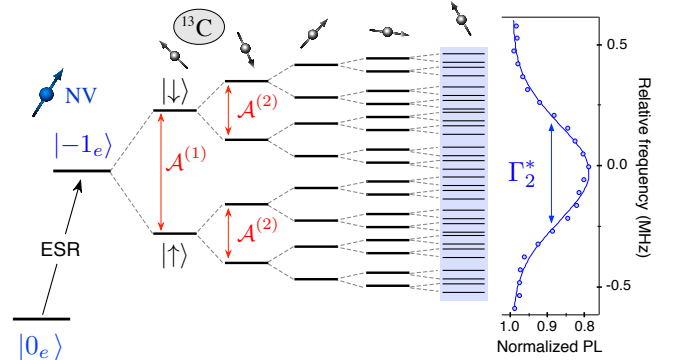 ¹³C
NV
|−1ₑ⟩
ESR
|0ₑ⟩
|↓⟩
𝒜⁽¹⁾
|↑⟩
𝒜⁽²⁾
𝒜⁽²⁾
Γ₂*
0.5
0.0
-0.5
Relative frequency (MHz)
1.0 0.9 0.8
Normalized PL